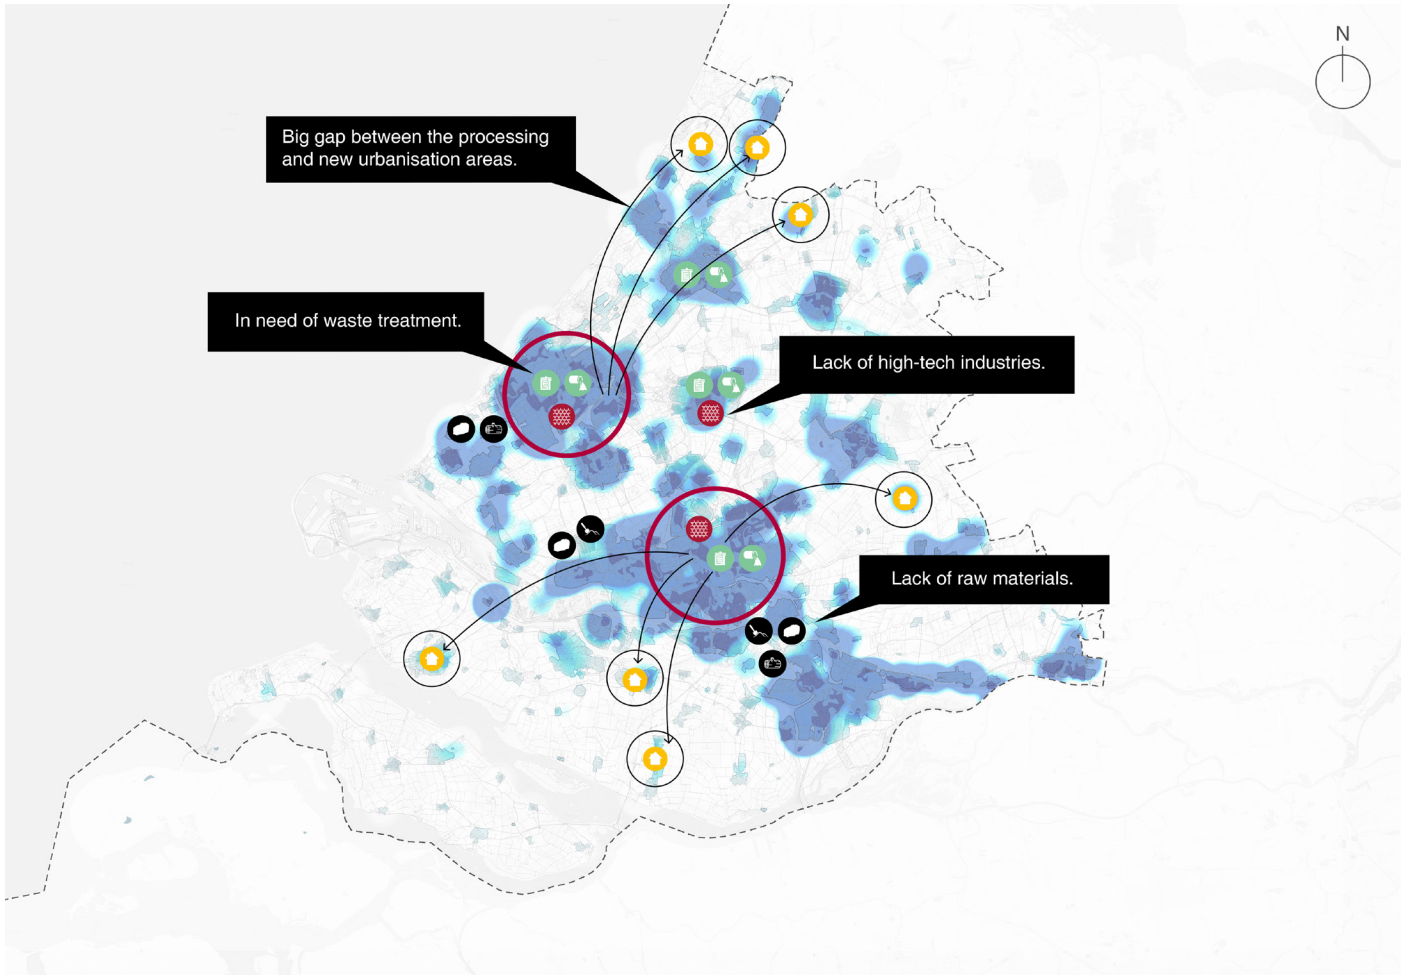 N
Big gap between the processing
and new urbanisation areas.
In need of waste treatment.
Lack of high-tech industries.
Lack of raw materials.